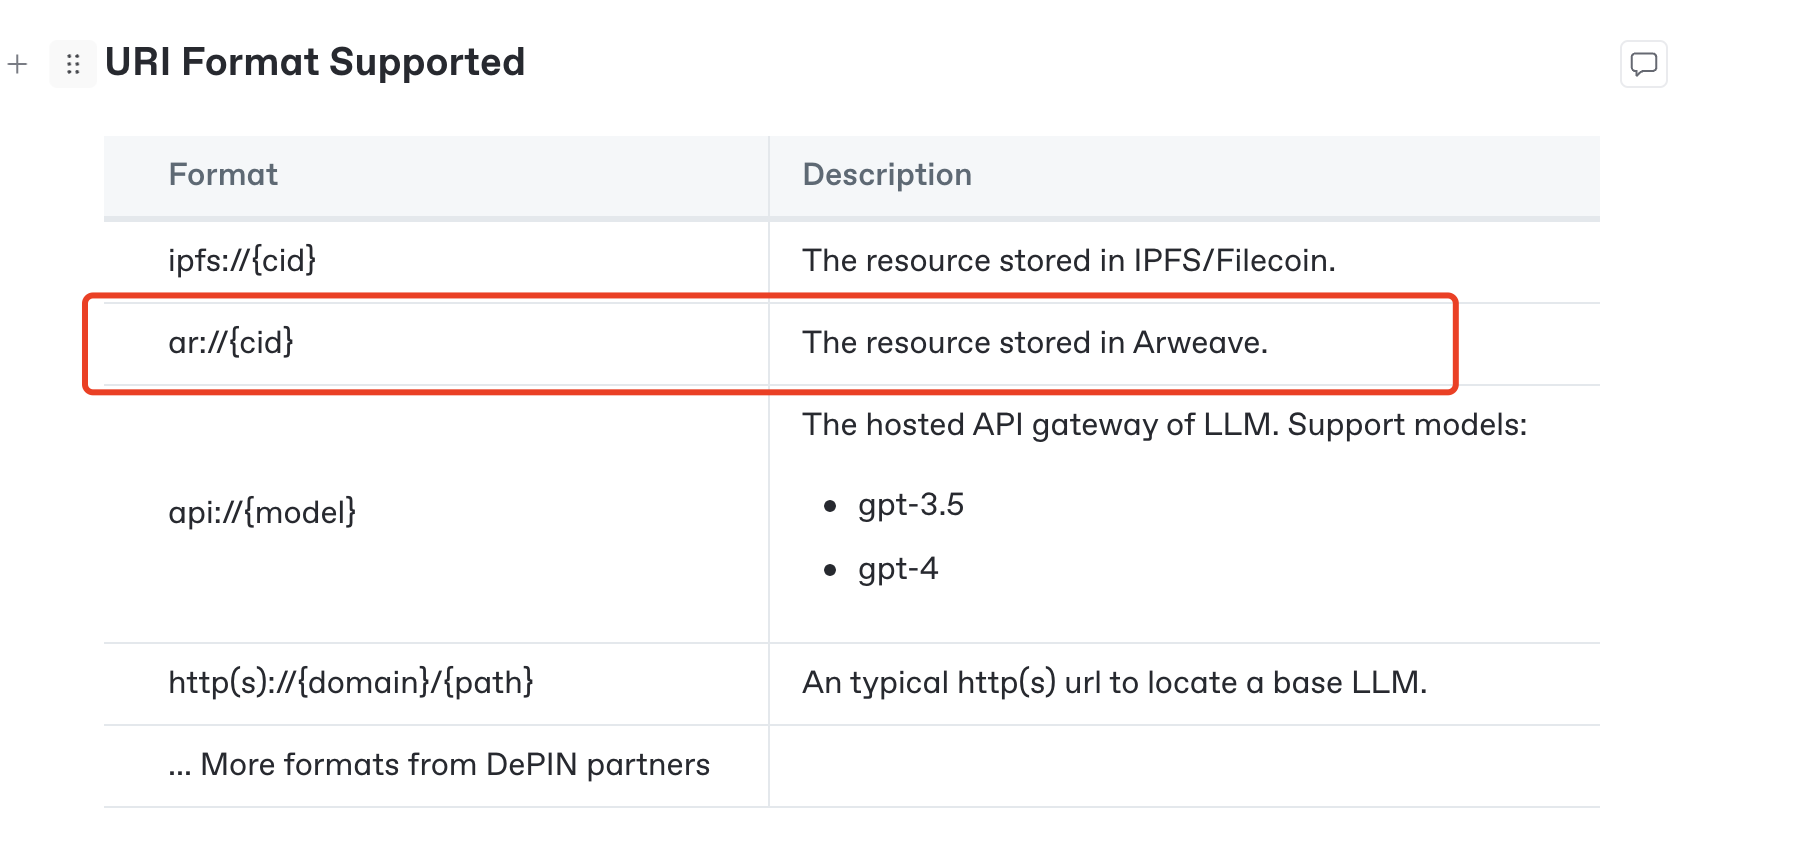 URI Format Supported
Format
Description
ipfs://{cid}
The resource stored in IPFS/Filecoin.
ar://{cid}
The resource stored in Arweave.
api://{model}
The hosted API gateway of LLM. Support models:
gpt-3.5
gpt-4
http(s)://{domain}/{path}
An typical http(s) url to locate a base LLM.
... More formats from DePIN partners